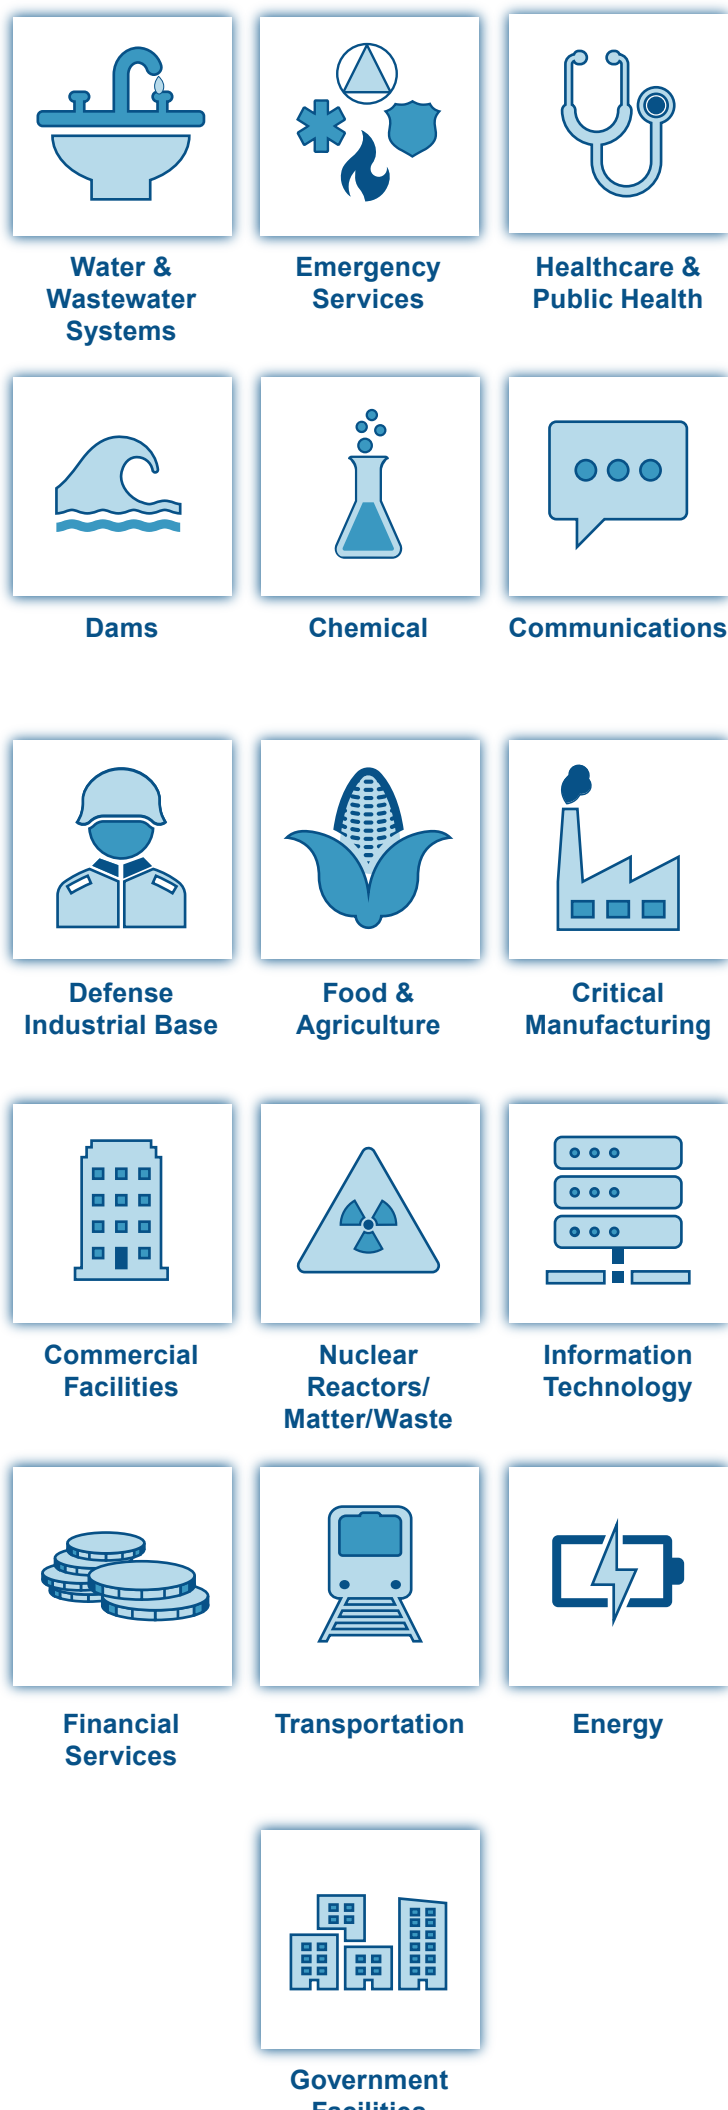 Water &
Wastewater
Systems
Emergency
Services
Healthcare &
Public Health
Dams
Chemical
Communications
Defense
Industrial Base
Food &
Agriculture
Critical
Manufacturing
Commercial
Facilities
Nuclear
Reactors/
Matter/Waste
Information
Technology
Financial
Services
Transportation
Energy
Government
Facilities